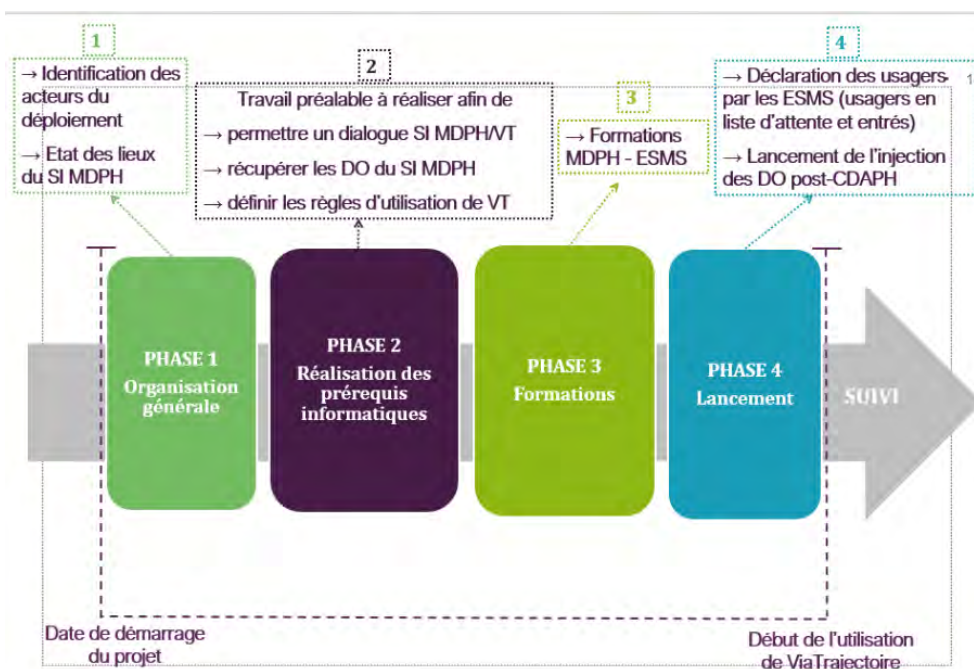 1
→ Identification des
acteurs du
déploiement
→ Etat des lieux
du SI MDPH
2
Travail préalable à réaliser afin de
→ permettre un dialogue SI MDPH/VT
→ récupérer les DO du SI MDPH
→ définir les règles d'utilisation de VT
3
→ Formations
MDPH - ESMS
4
→ Déclaration des usagers
par les ESMS (usagers en
liste d'attente et entrés)
→ Lancement de l'injection
des DO post-CDAPH
1
PHASE 1
Organisation
générale
PHASE 2
Réalisation des
prérequis
informatiques
PHASE 3
Formations
PHASE 4
Lancement
SUIVI
Date de démarrage
du projet
Début de l'utilisation
de ViaTrajectoire